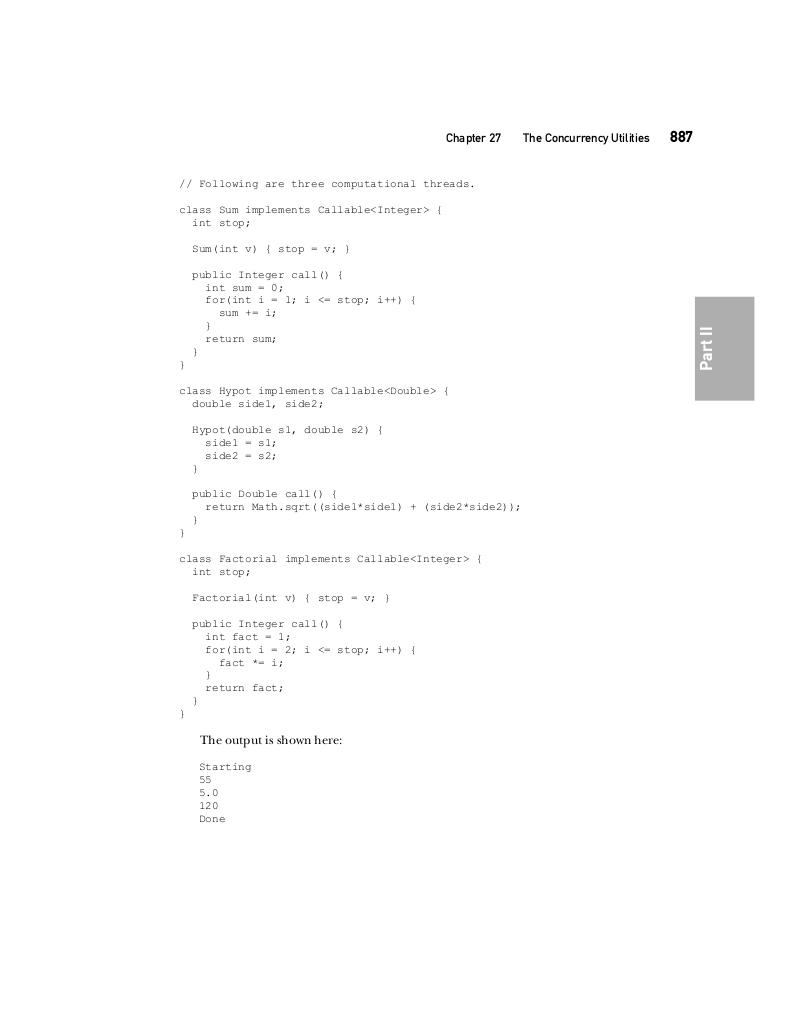 Chapter 27 The Concurrency Utilities 887
// Following are three computational threads.
class Sum implements Callable<Integer> {
  int stop;
  Sum(int v) { stop = v; }
  public Integer call() {
    int sum = 0;
    for(int i = 1; i <= stop; i++) {
      sum += i;
    }
    return sum;
  }
}
Part II
class Hypot implements Callable<Double> {
  double side1, side2;
  Hypot(double s1, double s2) {
    side1 = s1;
    side2 = s2;
  }
  public Double call() {
    return Math.sqrt((side1*side1) + (side2*side2));
  }
}
class Factorial implements Callable<Integer> {
  int stop;
  Factorial(int v) { stop = v; }
  public Integer call() {
    int fact = 1;
    for(int i = 2; i <= stop; i++) {
      fact *= i;
    }
    return fact;
  }
}
The output is shown here:
Starting
55
5.0
120
Done